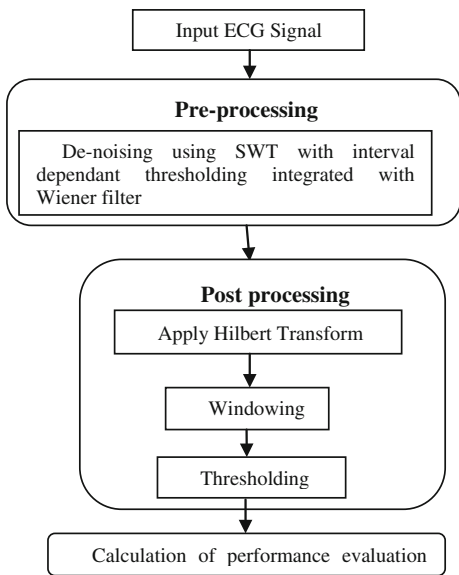 Input ECG Signal
Pre-processing
De-noising using SWT with interval
dependant thresholding integrated with
Wiener filter
Post processing
Apply Hilbert Transform
Windowing
Thresholding
Calculation of performance evaluation